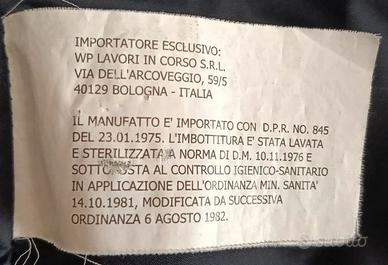 IMPORTATORE ESCLUSIVO:
WP LAVORI IN CORSO S.R.L.
VIA DELL'ARCOVEGGIO, 59/5
40129 BOLOGNA - ITALIA
IL MANUFATTO E' IMPORTATO CON D.P.R. NO. 845
DEL 23.01.1975. L'IMBOTTITURA E' STATA LAVATA
E STERILIZZATA A NORMA DI D.M. 10.11.1976 E
SOTTOPOSTA AL CONTROLLO IGIENICO-SANITARIO
IN APPLICAZIONE DELL'ORDINANZA MIN. SANITA'
14.10.1981, MODIFICATA DA SUCCESSIVA
ORDINANZA 6 AGOSTO 1982.
subito